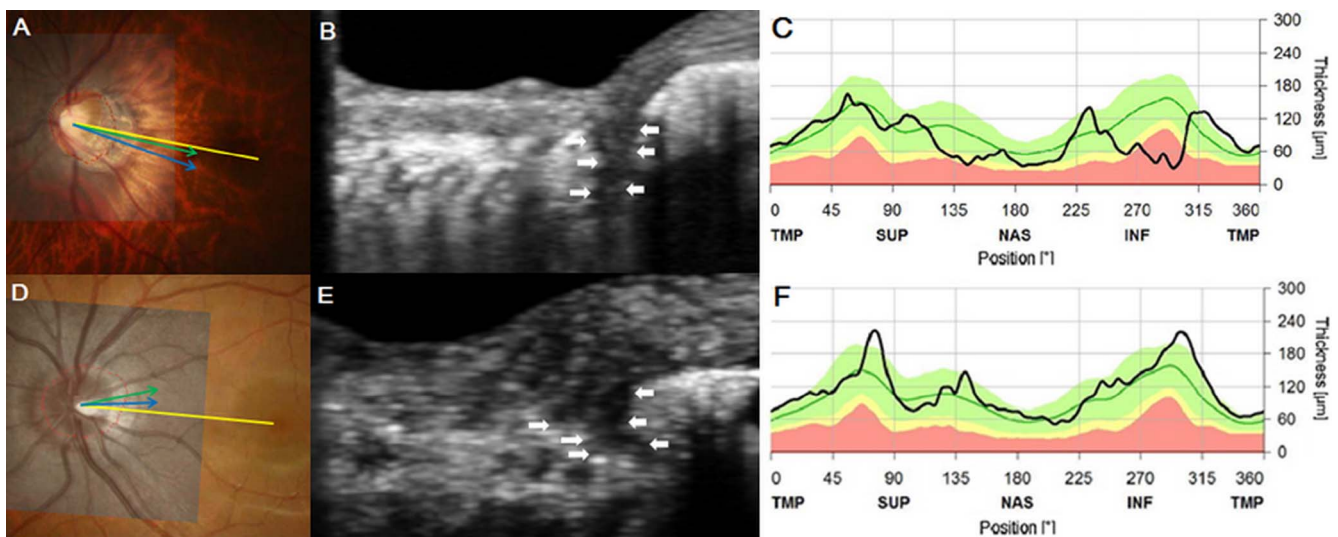 A
B
C
300
240
180
120
60
0
Thickness [µm]
0 45 90 135 180 225 270 315 360
TMP SUP NAS INF TMP
Position [°]
D
E
F
300
240
180
120
60
0
Thickness [µm]
0 45 90 135 180 225 270 315 360
TMP SUP NAS INF TMP
Position [°]